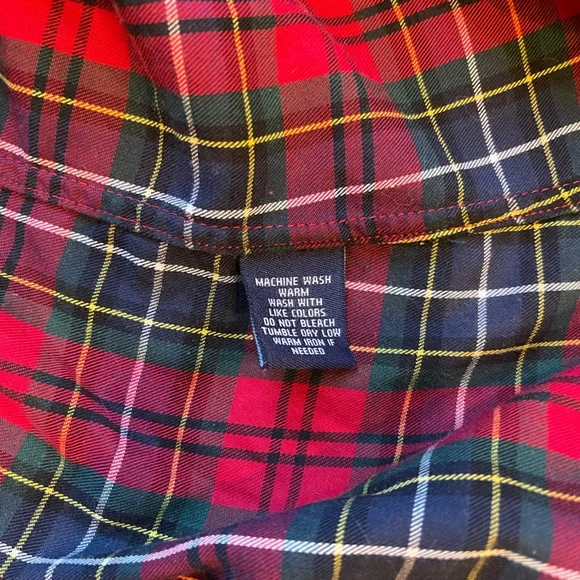 MACHINE WASH
WARM
WASH WITH
LIKE COLORS
DO NOT BLEACH
TUMBLE DRY LOW
WARM IRON IF
NEEDED